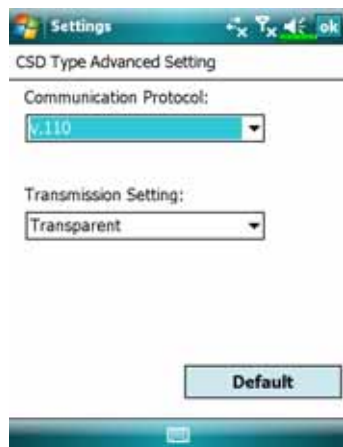 Settings
ok
CSD Type Advanced Setting
Communication Protocol:
v.110
Transmission Setting:
Transparent
Default